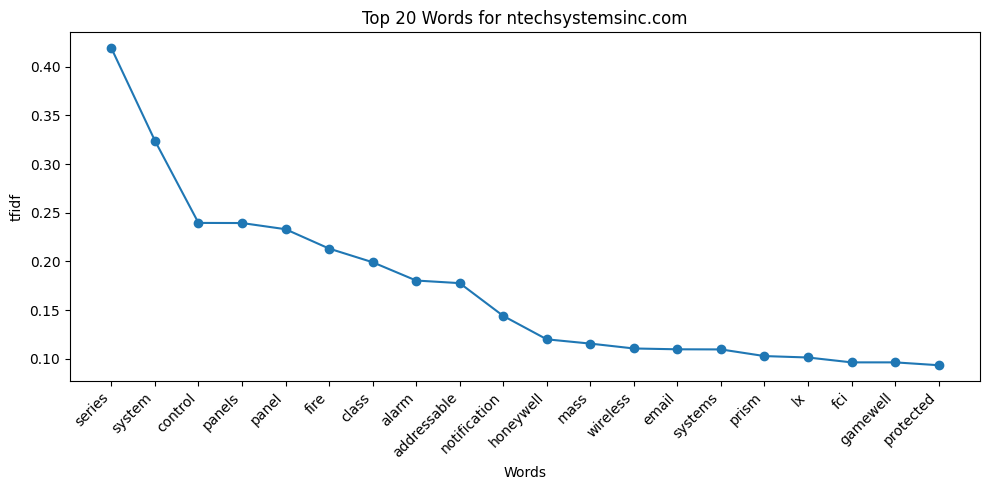 Top 20 Words for ntechsystemsinc.com
tfidf
0.40
0.35
0.30
0.25
0.20
0.15
0.10
series
system
control
panels
panel
fire
class
alarm
addressable
notification
honeywell
mass
wireless
email
systems
prism
lx
fci
gamewell
protected
Words